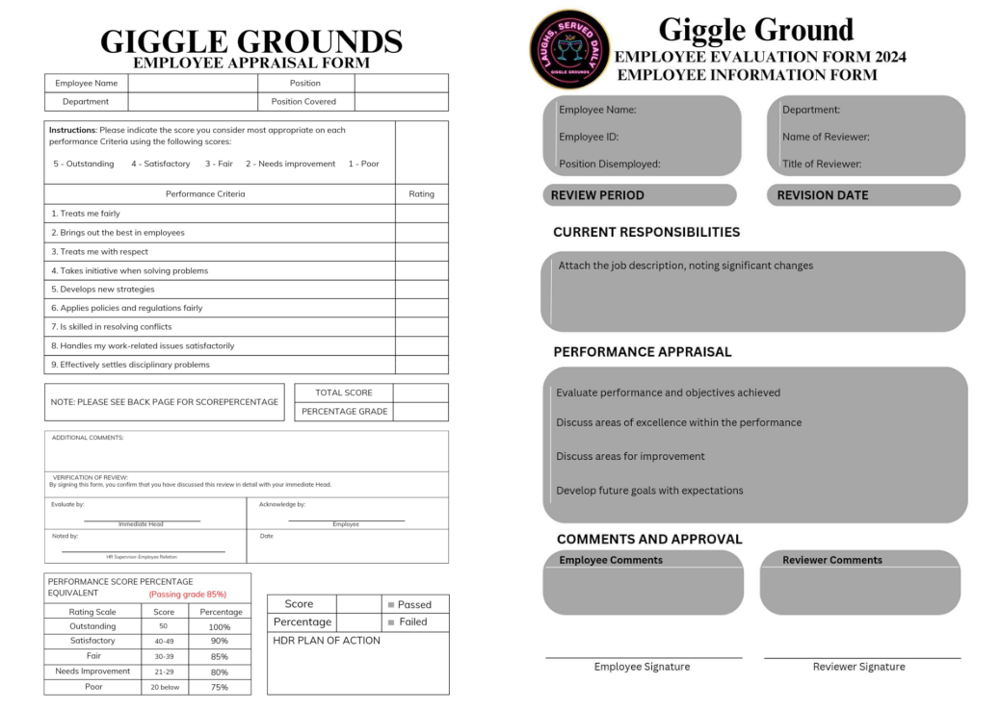 GIGGLE GROUNDS
EMPLOYEE APPRAISAL FORM
Employee Name
Position
Department
Position Covered
Instructions: Please indicate the score you consider most appropriate on each
performance Criteria using the following scores:
5 - Outstanding 4 - Satisfactory 3 - Fair 2 - Needs improvement 1 - Poor
Performance Criteria
Rating
1. Treats me fairly
2. Brings out the best in employees
3. Treats me with respect
4. Takes initiative when solving problems
5. Develops new strategies
6. Applies policies and regulations fairly
7. Is skilled in resolving conflicts
8. Handles my work-related issues satisfactorily
9. Effectively settles disciplinary problems
NOTE: PLEASE SEE BACK PAGE FOR SCOREPERCENTAGE
TOTAL SCORE
PERCENTAGE GRADE
ADDITIONAL COMMENTS:
VERIFICATION OF REVIEW:
By signing this form, you confirm that you have discussed this review in detail with your immediate Head.
Evaluate by:
Immediate Head
Acknowledge by:
Employee
Noted by:
HR Supervisor-Employee Relation
Date
PERFORMANCE SCORE PERCENTAGE
EQUIVALENT (Passing grade 85%)
Rating Scale Score Percentage
Outstanding 50 100%
Satisfactory 40-49 90%
Fair 30-39 85%
Needs Improvement 21-29 80%
Poor 20 below 75%
Score
Passed
Percentage
Failed
HDR PLAN OF ACTION
LAUGHS, SERVED DAILY
GIGGLE GROUNDS
Giggle Ground
EMPLOYEE EVALUATION FORM 2024
EMPLOYEE INFORMATION FORM
Employee Name:
Employee ID:
Position Disemployed:
Department:
Name of Reviewer:
Title of Reviewer:
REVIEW PERIOD
REVISION DATE
CURRENT RESPONSIBILITIES
Attach the job description, noting significant changes
PERFORMANCE APPRAISAL
Evaluate performance and objectives achieved
Discuss areas of excellence within the performance
Discuss areas for improvement
Develop future goals with expectations
COMMENTS AND APPROVAL
Employee Comments
Reviewer Comments
Employee Signature
Reviewer Signature